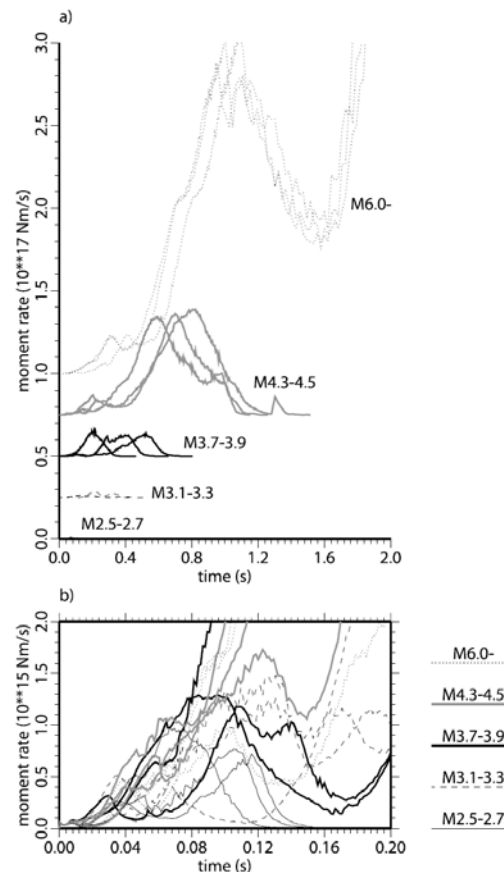 a)
3.0
2.5
2.0
1.5
1.0
0.5
0.0
moment rate (10**17 Nm/s)
M6.0-
M4.3-4.5
M3.7-3.9
M3.1-3.3
M2.5-2.7
0.0 0.4 0.8 1.2 1.6 2.0
time (s)
b)
2.0
1.5
1.0
0.5
0.0
moment rate (10**15 Nm/s)
0.00 0.04 0.08 0.12 0.16 0.20
time (s)
M6.0-
M4.3-4.5
M3.7-3.9
M3.1-3.3
M2.5-2.7